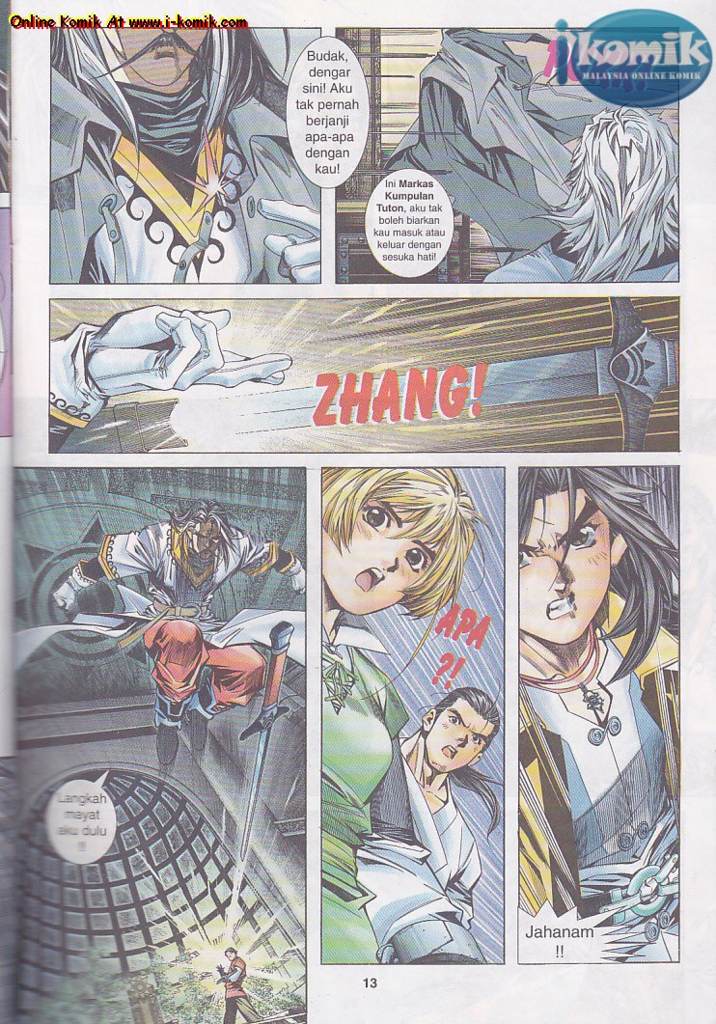 Online Komik At www.i-komik.com
ikomik
MALAYSIA ONLINE KOMIK
Budak,
dengar
sini! Aku
tak pernah
berjanji
apa-apa
dengan
kau!
Ini Markas
Kumpulan
Tuton, aku tak
boleh biarkan
kau masuk atau
keluar dengan
sesuka hati!
ZHANG!
Langkah
mayat
aku dulu
!!
APA
?!
Jahanam
!!
13